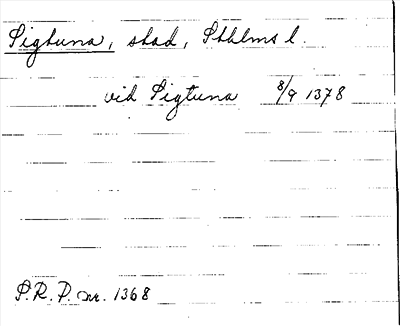 Sigtuna, stad, Sthlms l.
vid Sigtuna 8/9 1378
S.R.P. nr. 1368